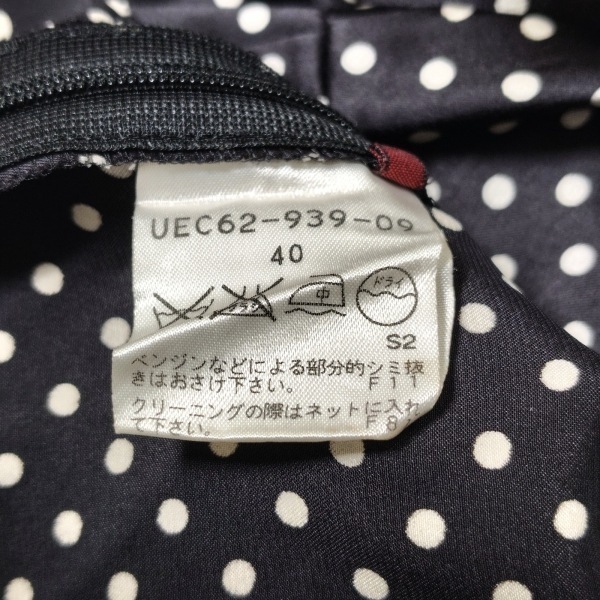 UEC62-939-09
40
中 ドライ
S2
ベンジンなどによる部分的シミ抜
きはおさけ下さい。 F11
クリーニングの際はネットに入れ
て下さい。 F8